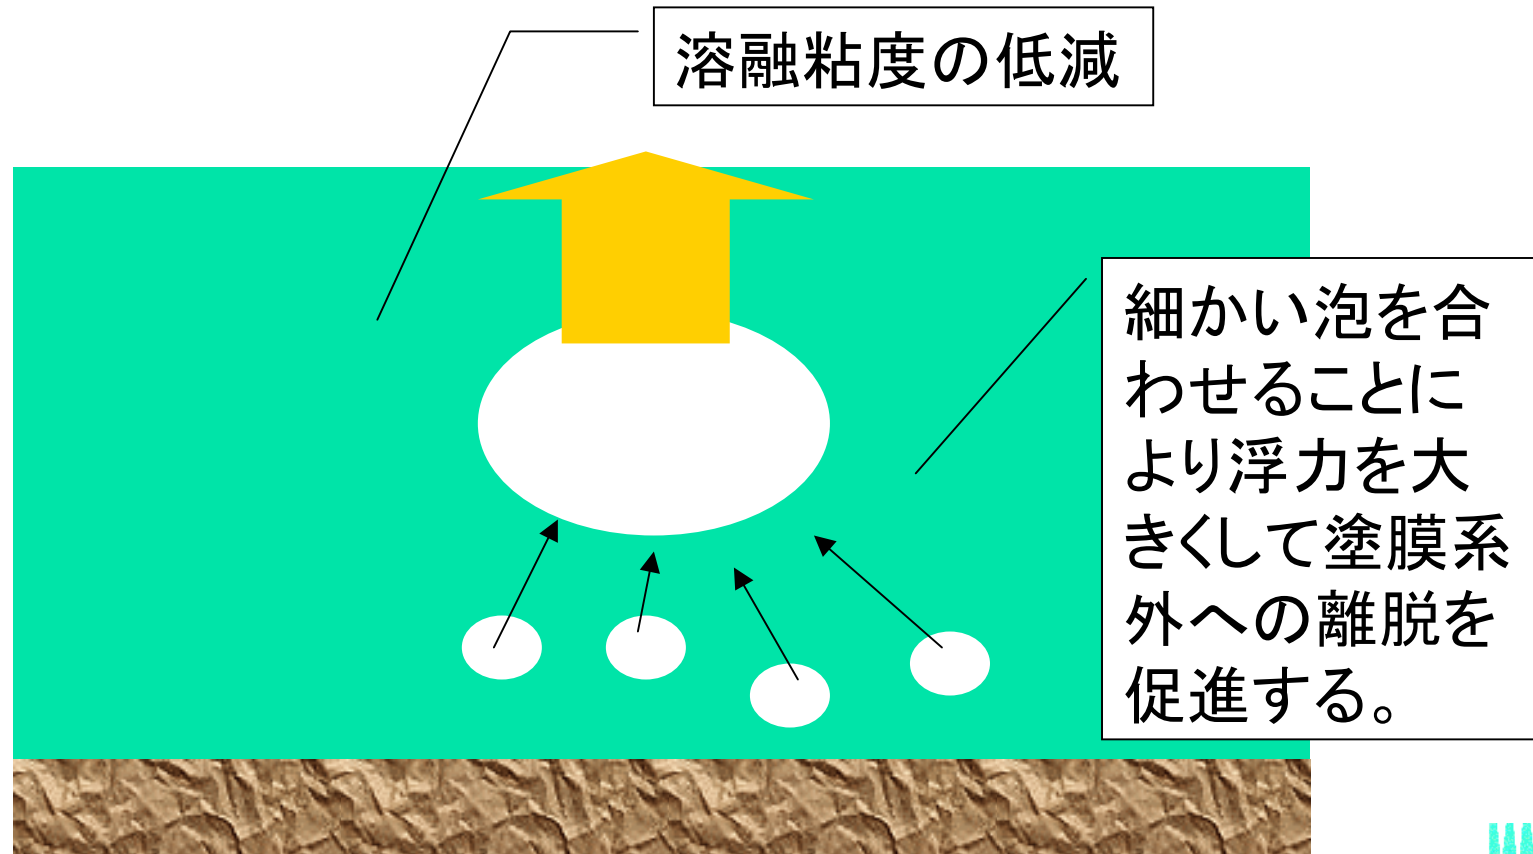 溶融粘度の低減
細かい泡を合
わせることに
より浮力を大
きくして塗膜系
外への離脱を
促進する。